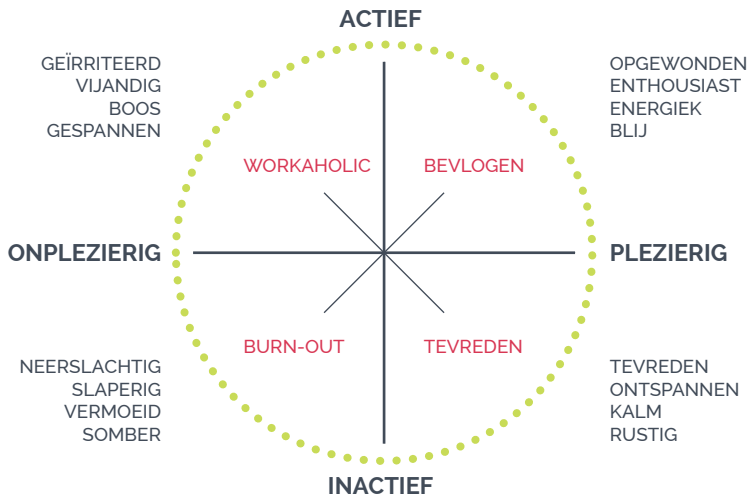 ACTIEF
GEÏRRITEERD
VIJANDIG
BOOS
GESPANNEN
OPGEWONDEN
ENTHOUSIAST
ENERGIEK
BLIJ
WORKAHOLIC
BEVLOGEN
ONPLEZIERIG
PLEZIERIG
BURN-OUT
TEVREDEN
NEERSLACHTIG
SLAPERIG
VERMOEID
SOMBER
TEVREDEN
ONTSPANNEN
KALM
RUSTIG
INACTIEF